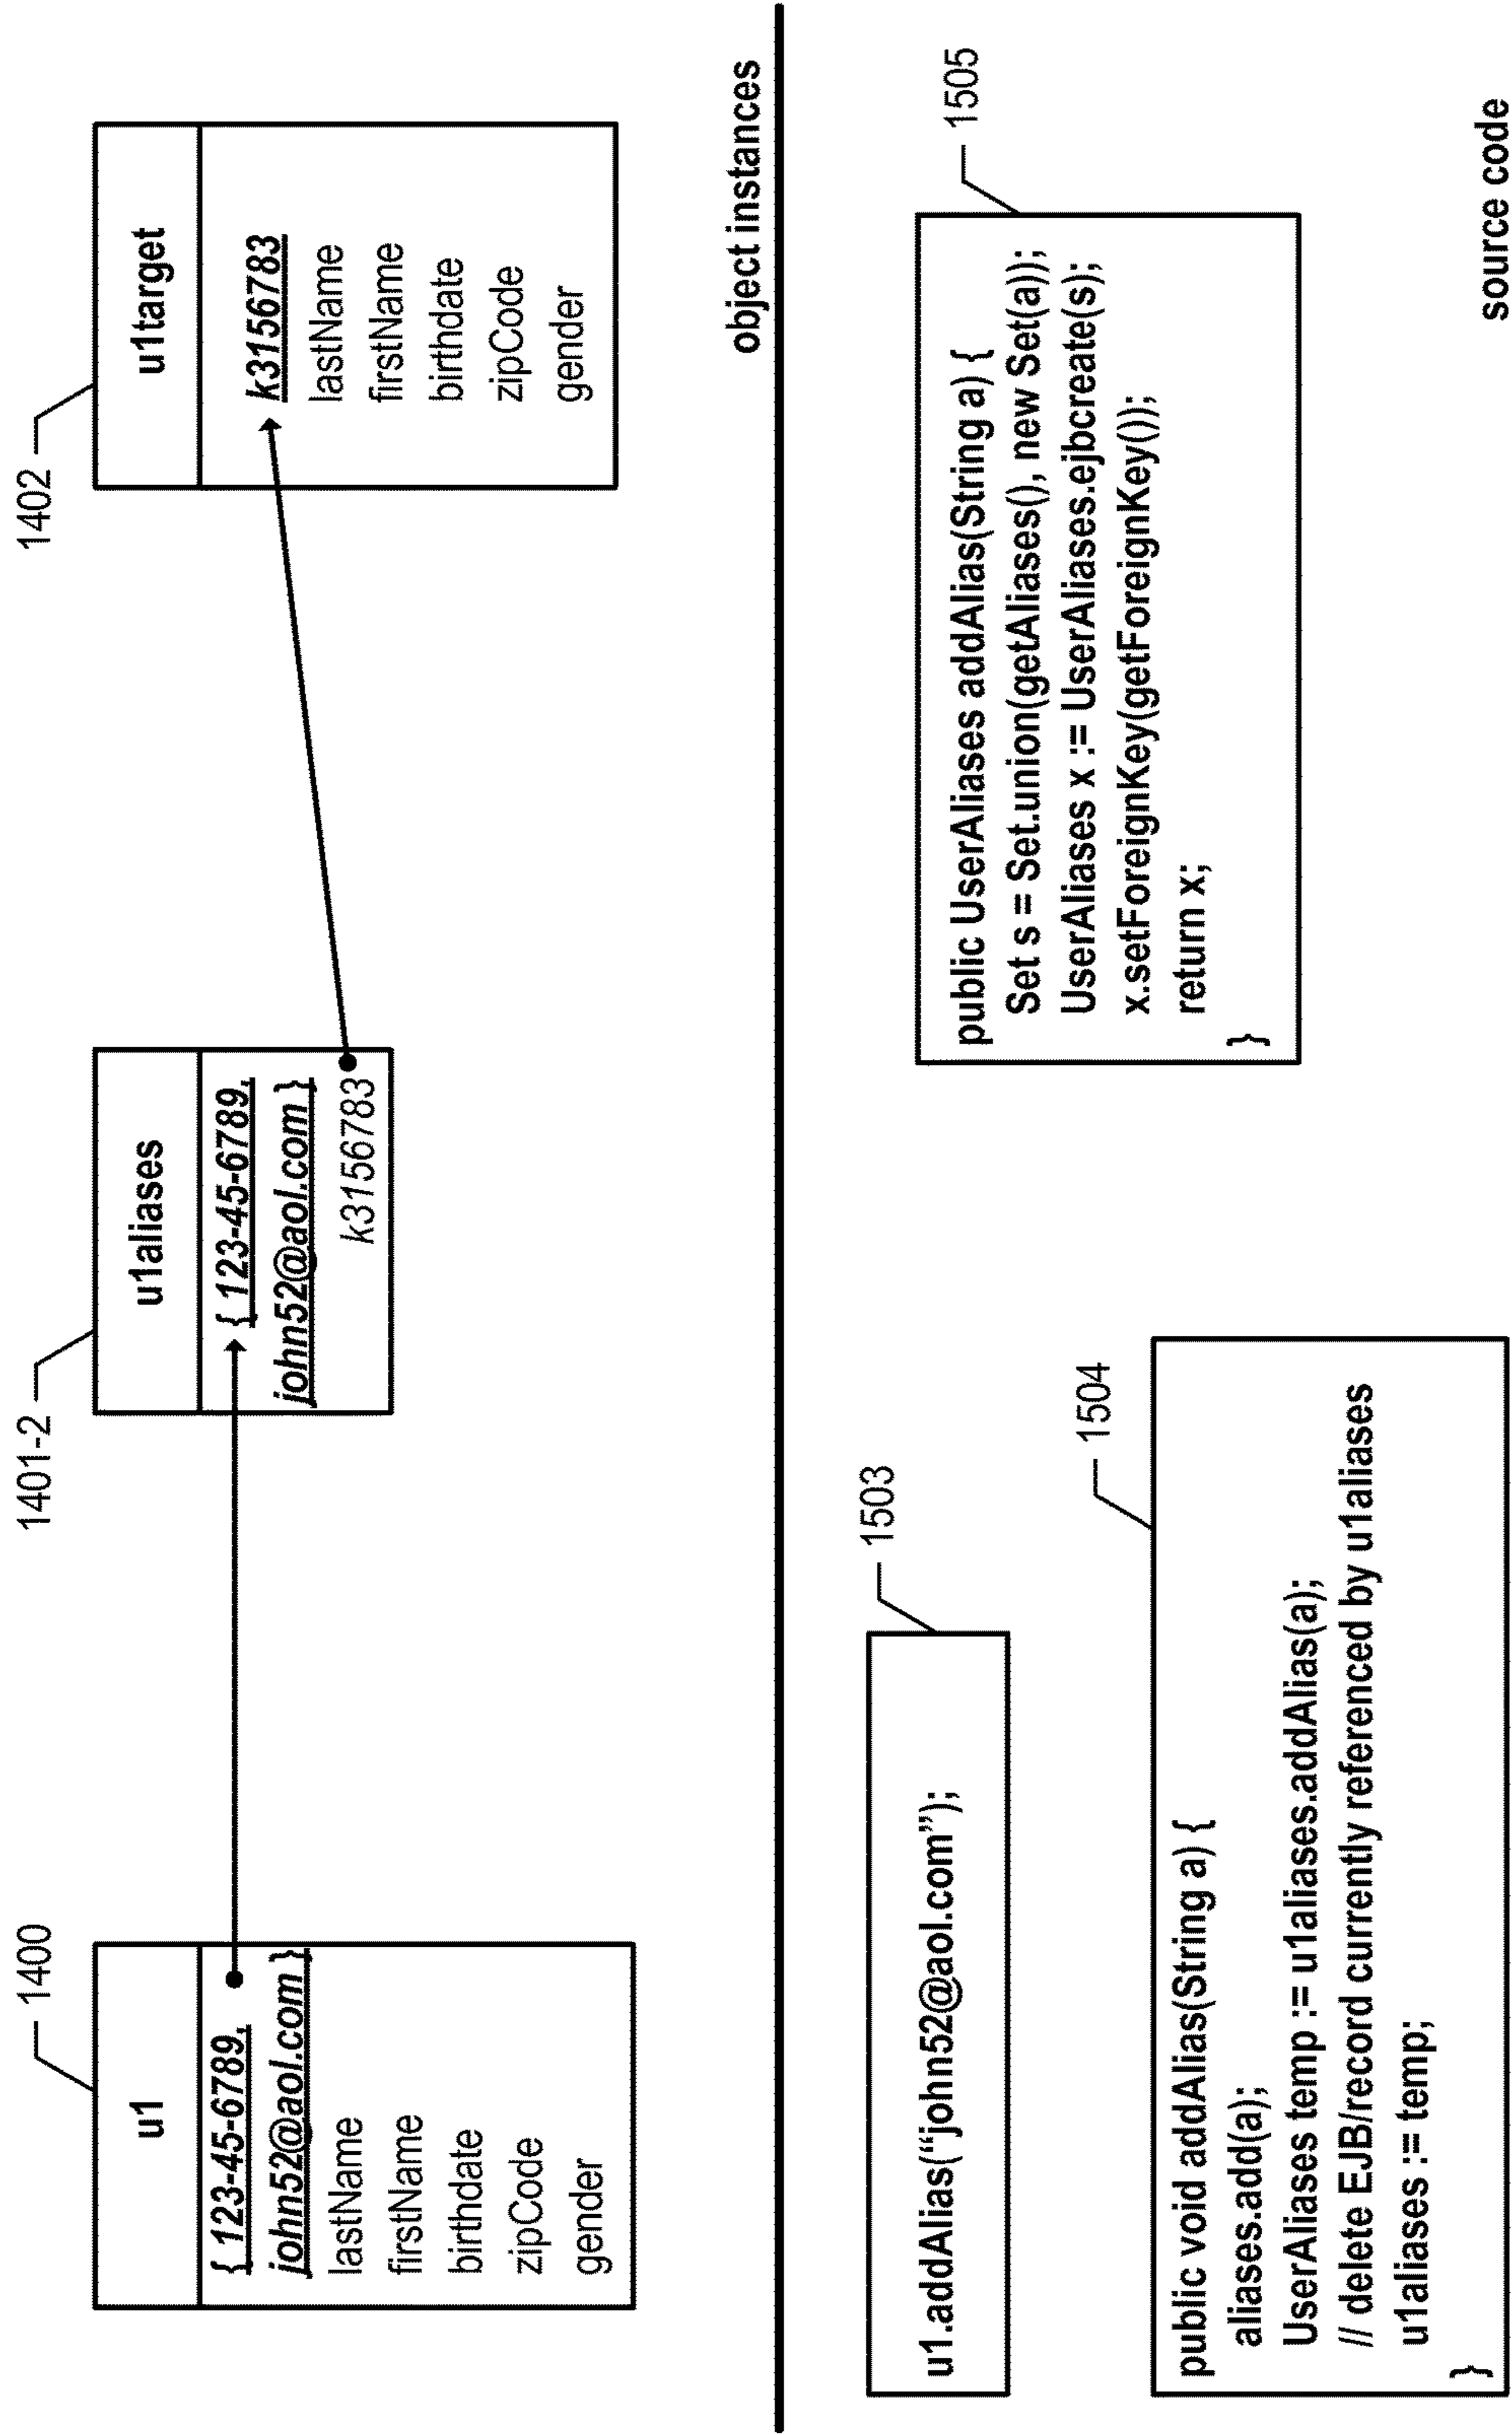 1400
u1
{ 123-45-6789,
john52@aol.com }
lastName
firstName
birthdate
zipCode
gender
1401-2
u1aliases
{ 123-45-6789,
john52@aol.com }
k3156783
1402
u1target
k3156783
lastName
firstName
birthdate
zipCode
gender
object instances
1503
u1.addAlias(“john52@aol.com”);
1504
public void addAlias(String a) {
aliases.add(a);
UserAliases temp := u1aliases.addAlias(a);
// delete EJB/record currently referenced by u1aliases
u1aliases := temp;
}
1505
public UserAliases addAlias(String a) {
Set s = Set.union(getAliases(), new Set(a));
UserAliases x := UserAliases.ejbcreate(s);
x.setForeignKey(getForeignKey());
return x;
}
source code